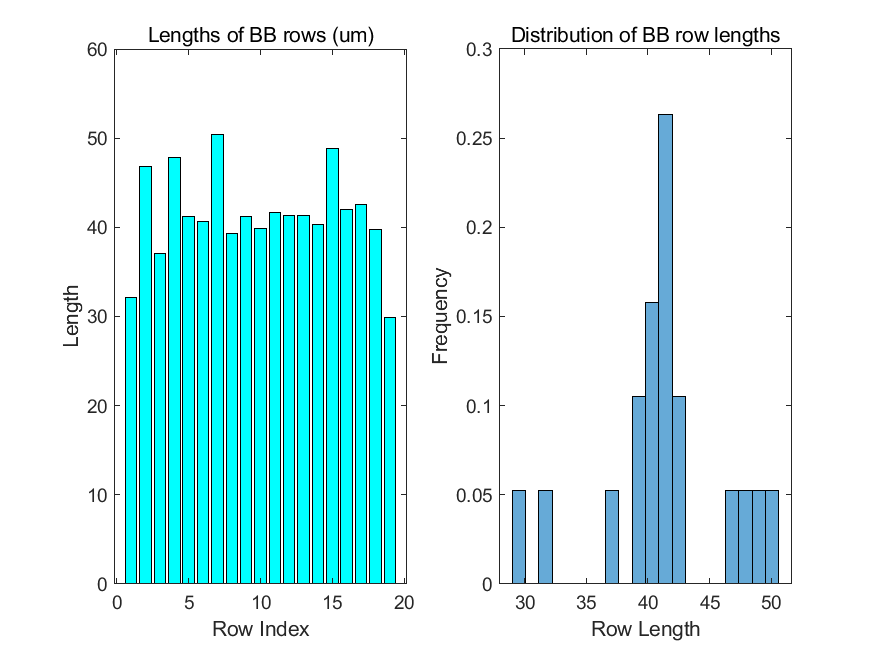 Lengths of BB rows (um)
60
50
40
30
20
10
0
Length
0 5 10 15 20
Row Index
Distribution of BB row lengths
0.3
0.25
0.2
0.15
0.1
0.05
0
Frequency
30 35 40 45 50
Row Length